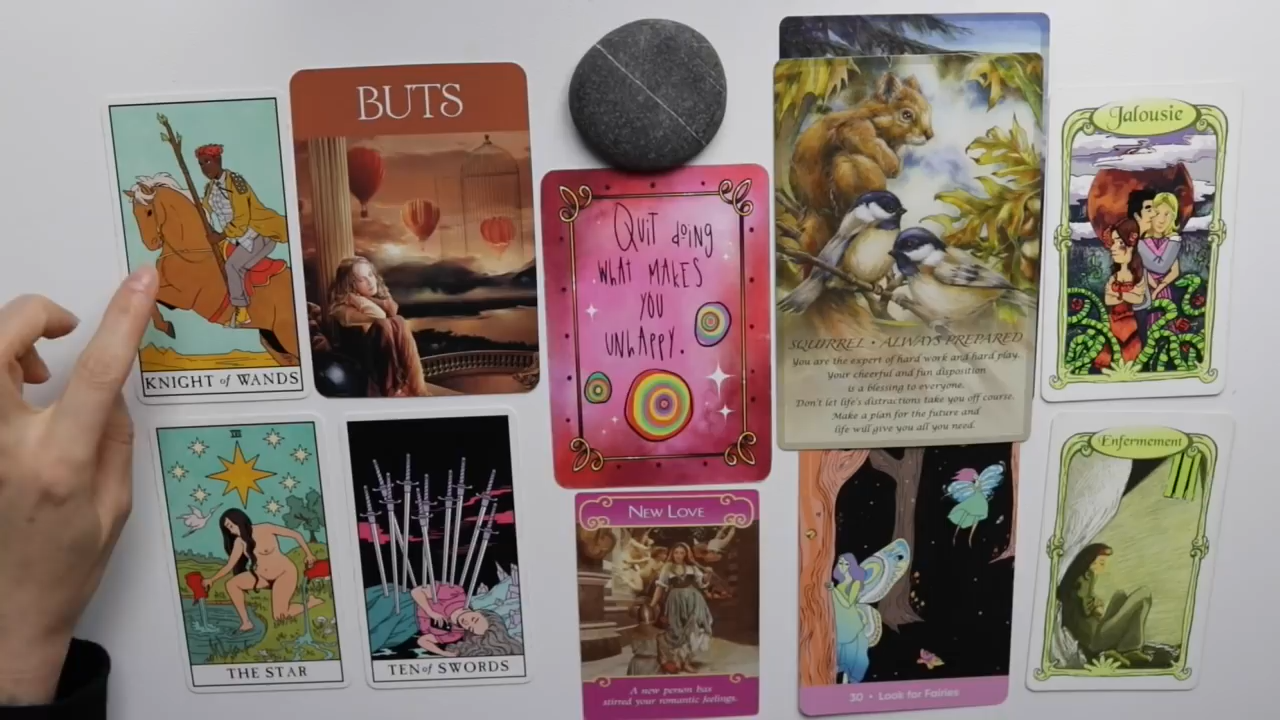 KNIGHT of WANDS
BUTS
QUIT dOiNG
WHAT MAKES
YOU
UNHAPPY.
SQUIRREL • ALWAYS PREPARED
You are the expert of hard work and hard play.
Your cheerful and fun disposition
is a blessing to everyone.
Don't let life's distractions take you off course.
Make a plan for the future and
life will give you all you need.
Jalousie
XVII
THE STAR
TEN of SWORDS
NEW LOVE
A new person has
stirred your romantic feelings.
30 • Look for Fairies
Enfermement